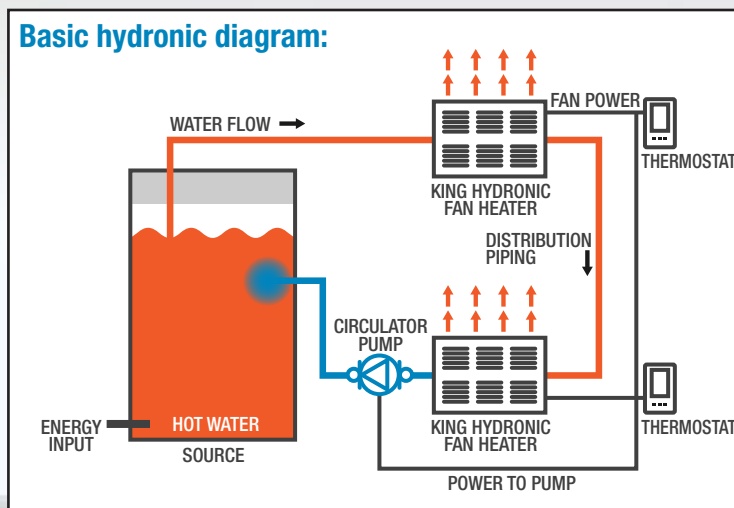 Basic hydronic diagram:
FAN POWER
WATER FLOW
THERMOSTAT
KING HYDRONIC
FAN HEATER
DISTRIBUTION
PIPING
CIRCULATOR
PUMP
ENERGY
INPUT
HOT WATER
SOURCE
KING HYDRONIC
FAN HEATER
THERMOSTAT
POWER TO PUMP